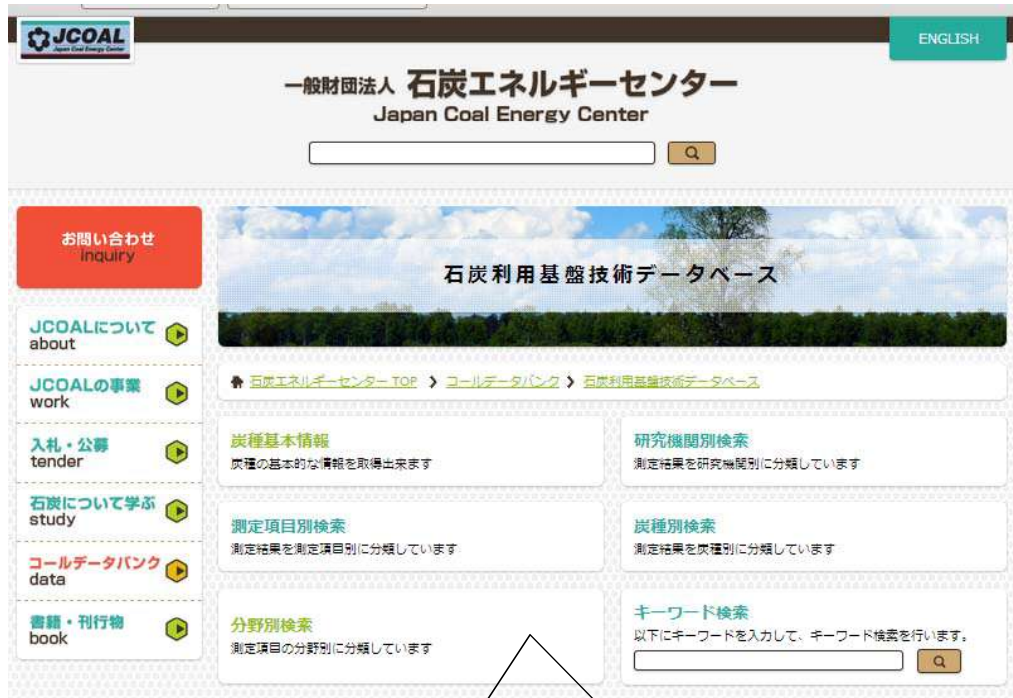 JCOAL
Japan Coal Energy Center
ENGLISH
一般財団法人 石炭エネルギーセンター
Japan Coal Energy Center
お問い合わせ
inquiry
石炭利用基盤技術データベース
JCOALについて
about
JCOALの事業
work
入札・公募
tender
石炭について学ぶ
study
コールデータバンク
data
書籍・刊行物
book
石炭エネルギーセンター TOP
コールデータバンク
石炭利用基盤技術データベース
炭種基本情報
炭種の基本的な情報を取得出来ます
研究機関別検索
測定結果を研究機関別に分類しています
測定項目別検索
測定結果を測定項目別に分類しています
炭種別検索
測定結果を炭種別に分類しています
分野別検索
測定項目の分野別に分類しています
キーワード検索
以下にキーワードを入力して、キーワード検索を行います。